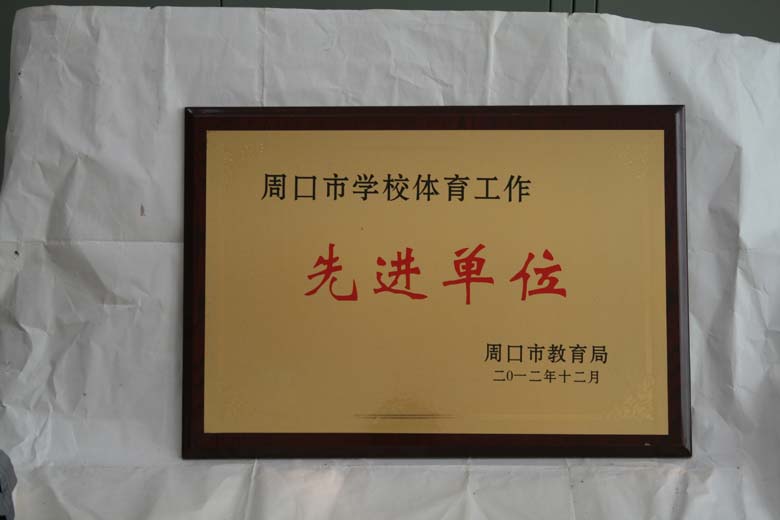 周口市学校体育工作
先进单位
周口市教育局
二0一二年十二月